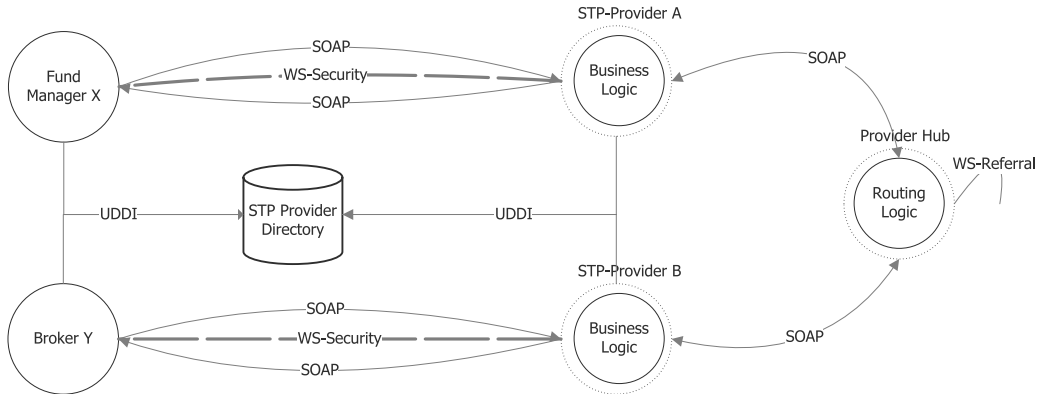 STP-Provider A
SOAP
Fund
Manager X
WS-Security
Business
Logic
SOAP
SOAP
Provider Hub
WS-Referral
Routing
Logic
UDDI
STP Provider
Directory
UDDI
STP-Provider B
SOAP
Broker Y
WS-Security
Business
Logic
SOAP
SOAP